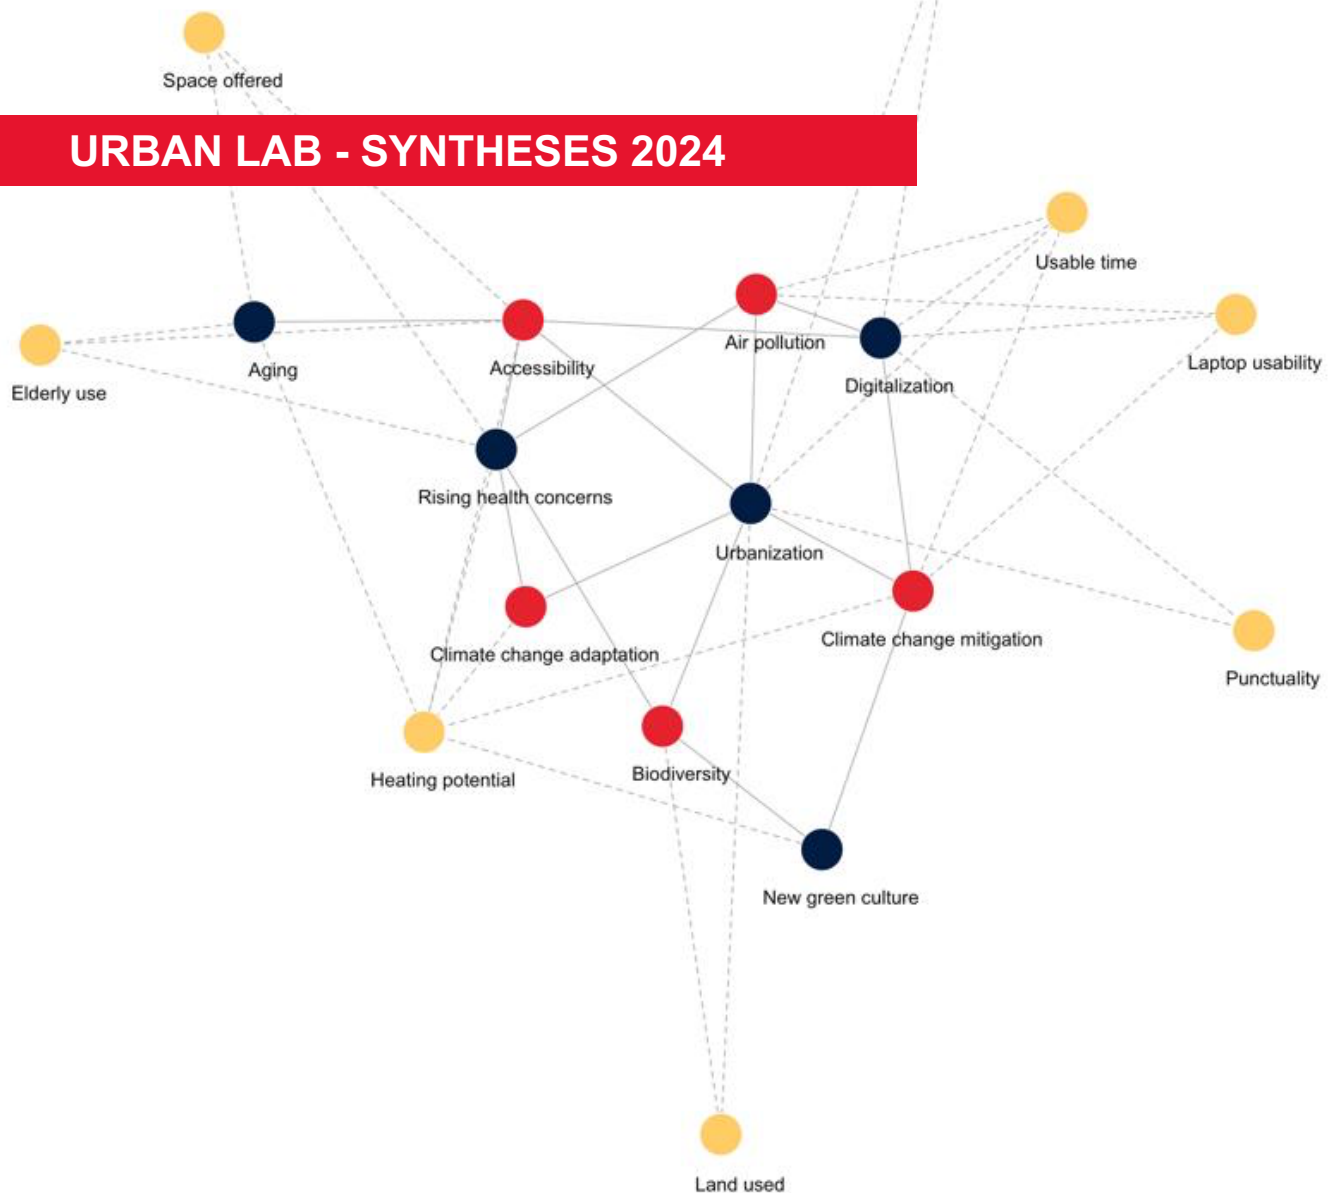 Space offered
URBAN LAB - SYNTHESES 2024
Usable time
Air pollution
Laptop usability
Aging
Accessibility
Digitalization
Elderly use
Rising health concerns
Urbanization
Climate change adaptation
Climate change mitigation
Punctuality
Heating potential
Biodiversity
New green culture
Land used